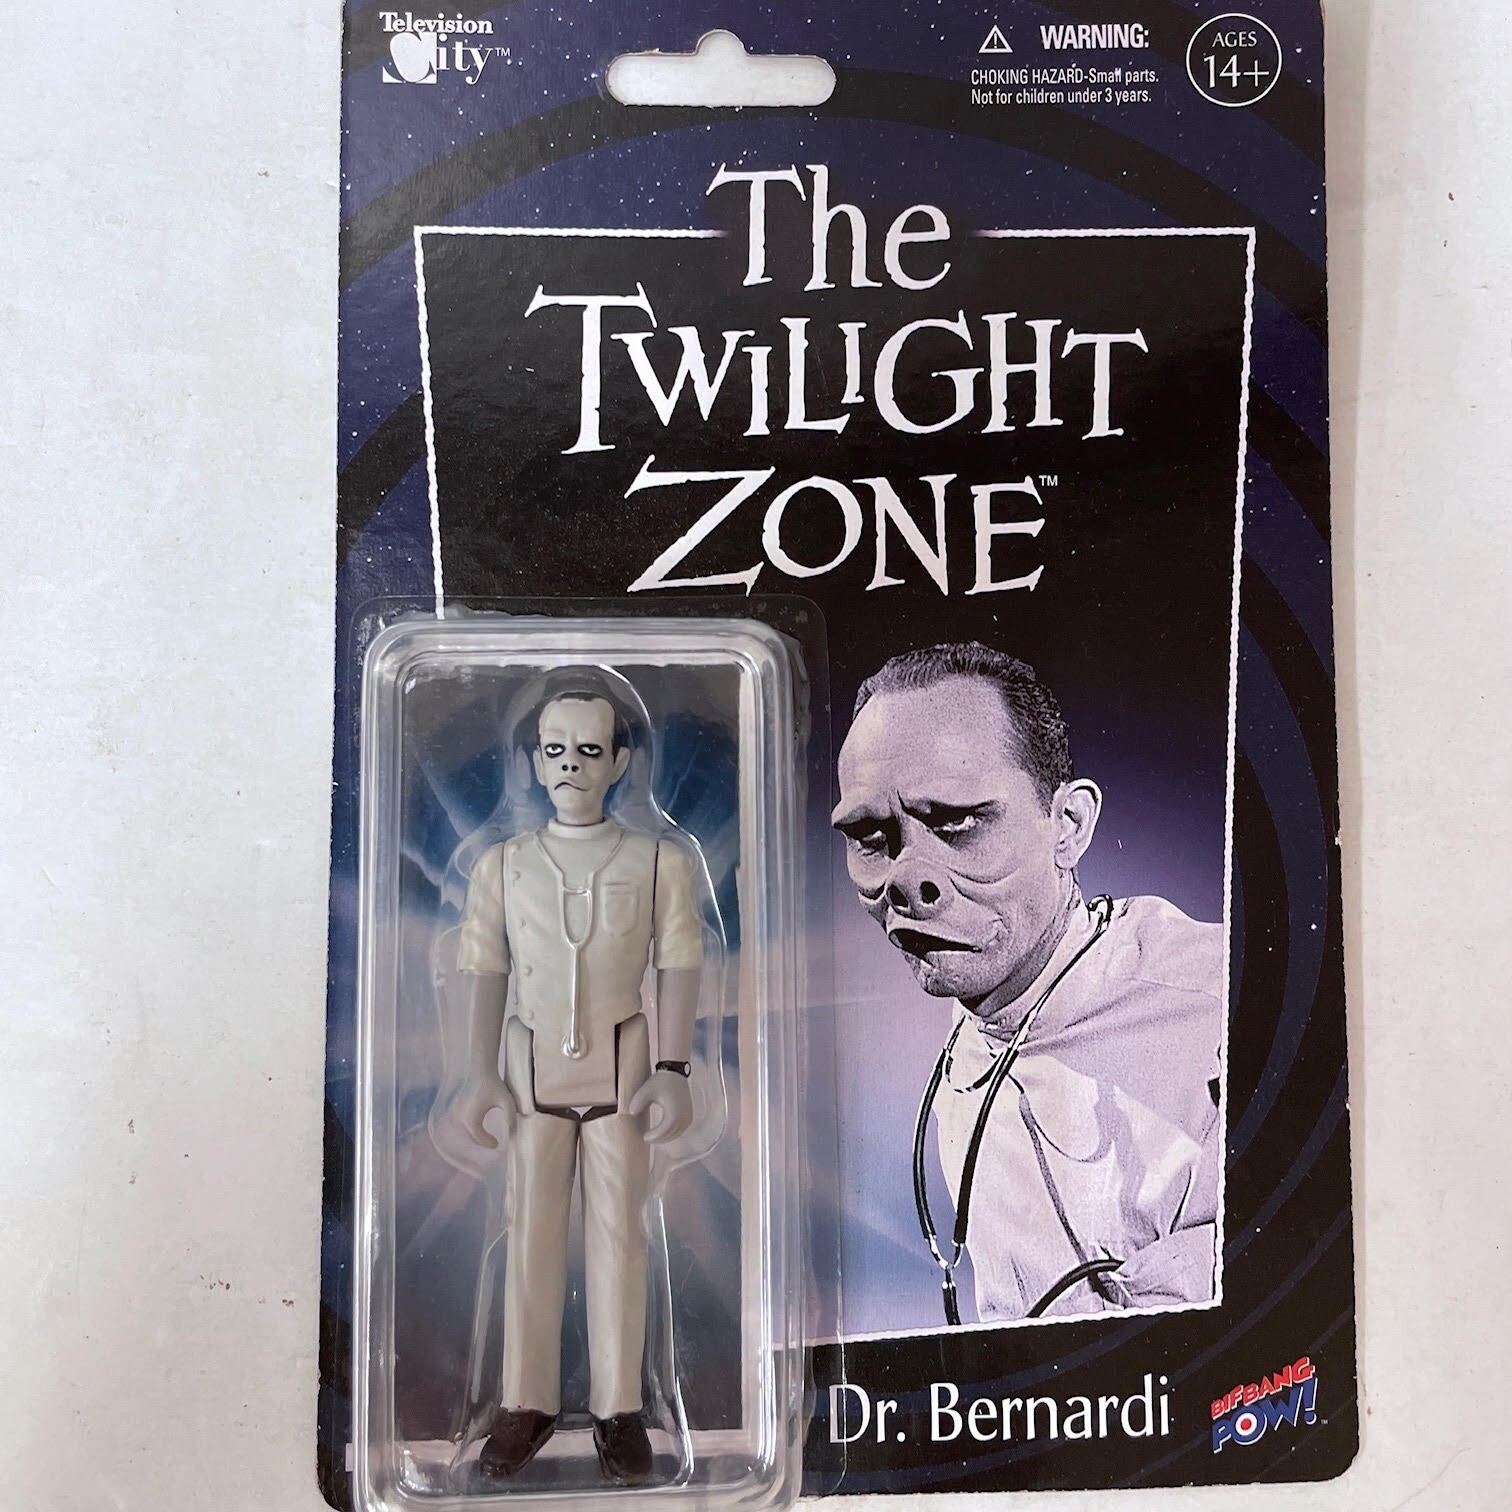 Television
City™
⚠ WARNING:
CHOKING HAZARD-Small parts.
Not for children under 3 years.
AGES
14+
The
TWILIGHT
ZONE™
Dr. Bernardi
BIFBANG
POW!™